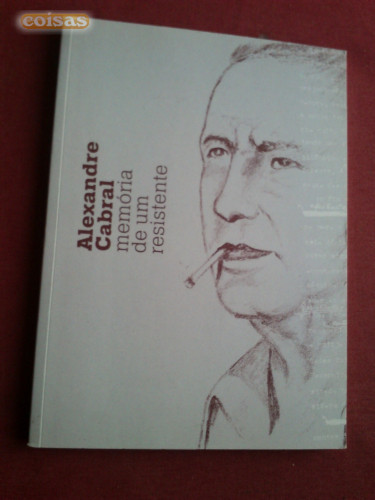 coisas
Alexandre
Cabral
memória
de um
resistente